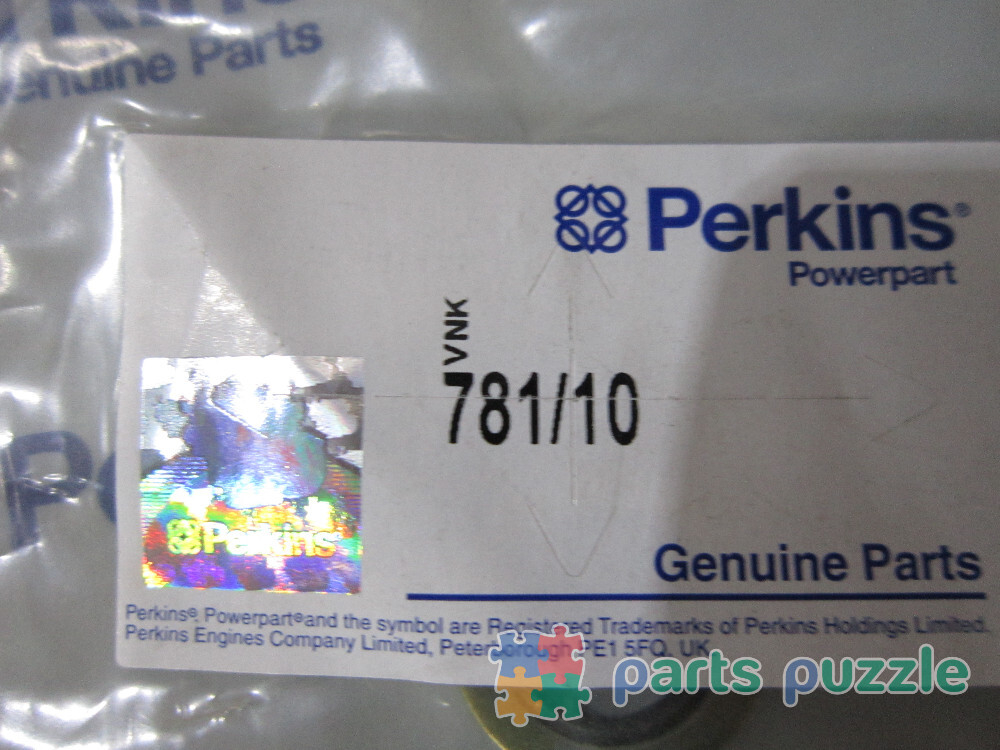 Perkins
Genuine Parts
Perkins®
Powerpart
VNK
781/10
Perkins
Genuine Parts
Perkins®, Powerpart® and the symbol are Registered Trademarks of Perkins Holdings Limited.
Perkins Engines Company Limited, Peterborough PE1 5FQ. UK
parts puzzle